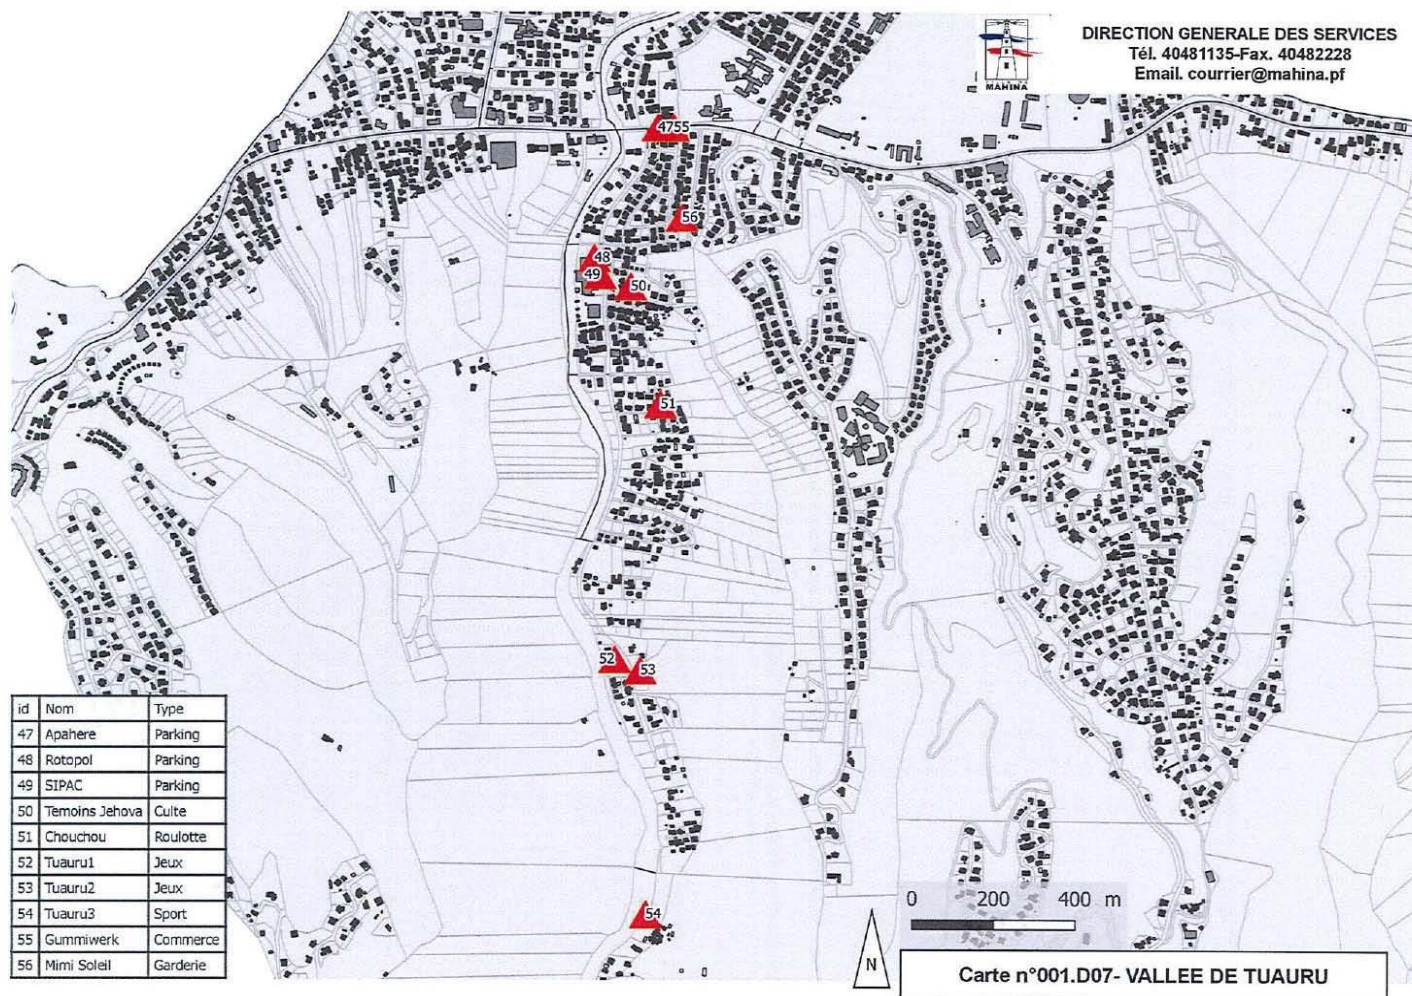 MAHINA
DIRECTION GENERALE DES SERVICES
Tél. 40481135-Fax. 40482228
Email. courrier@mahina.pf
4755
56
48
49
50
51
52
53
54
id Nom Type
47 Apahere Parking
48 Rotopol Parking
49 SIPAC Parking
50 Temoins Jehova Culte
51 Chouchou Roulotte
52 Tuauru1 Jeux
53 Tuauru2 Jeux
54 Tuauru3 Sport
55 Gummiwerk Commerce
56 Mimi Soleil Garderie
0 200 400 m
N
Carte n°001.D07- VALLEE DE TUAURU